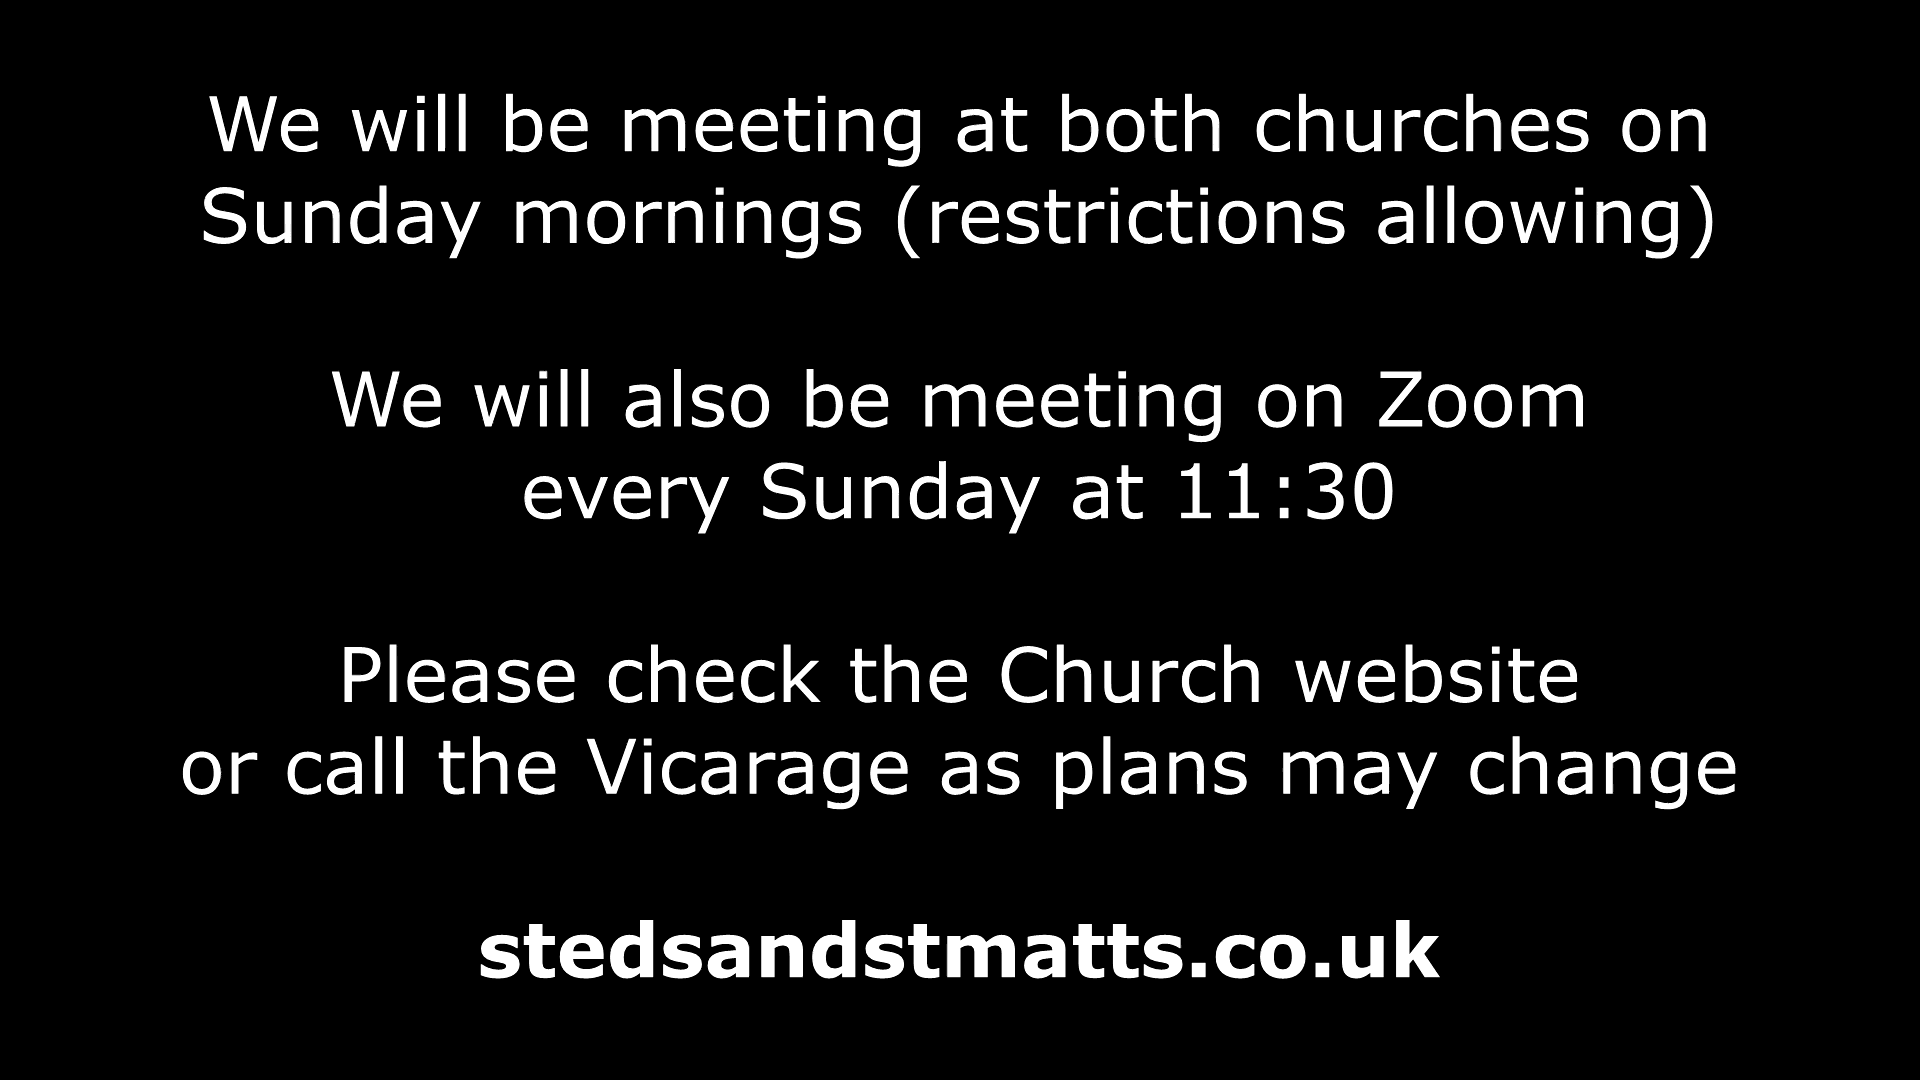 We will be meeting at both churches on
Sunday mornings (restrictions allowing)
We will also be meeting on Zoom
every Sunday at 11:30
Please check the Church website
or call the Vicarage as plans may change
stedsandstmatts.co.uk